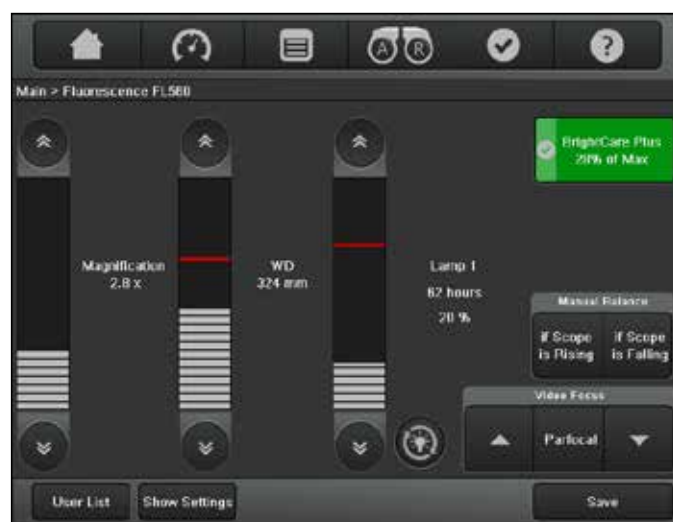 A R ?
Main > Fluorescence FL560
BrightCare Plus
20% of Max
Magnification
2.8 x
WD
324 mm
Lamp 1
62 hours
20 %
Manual Balance
if Scope
is Rising
if Scope
is Falling
Video Focus
Parfocal
User List
Show Settings
Save